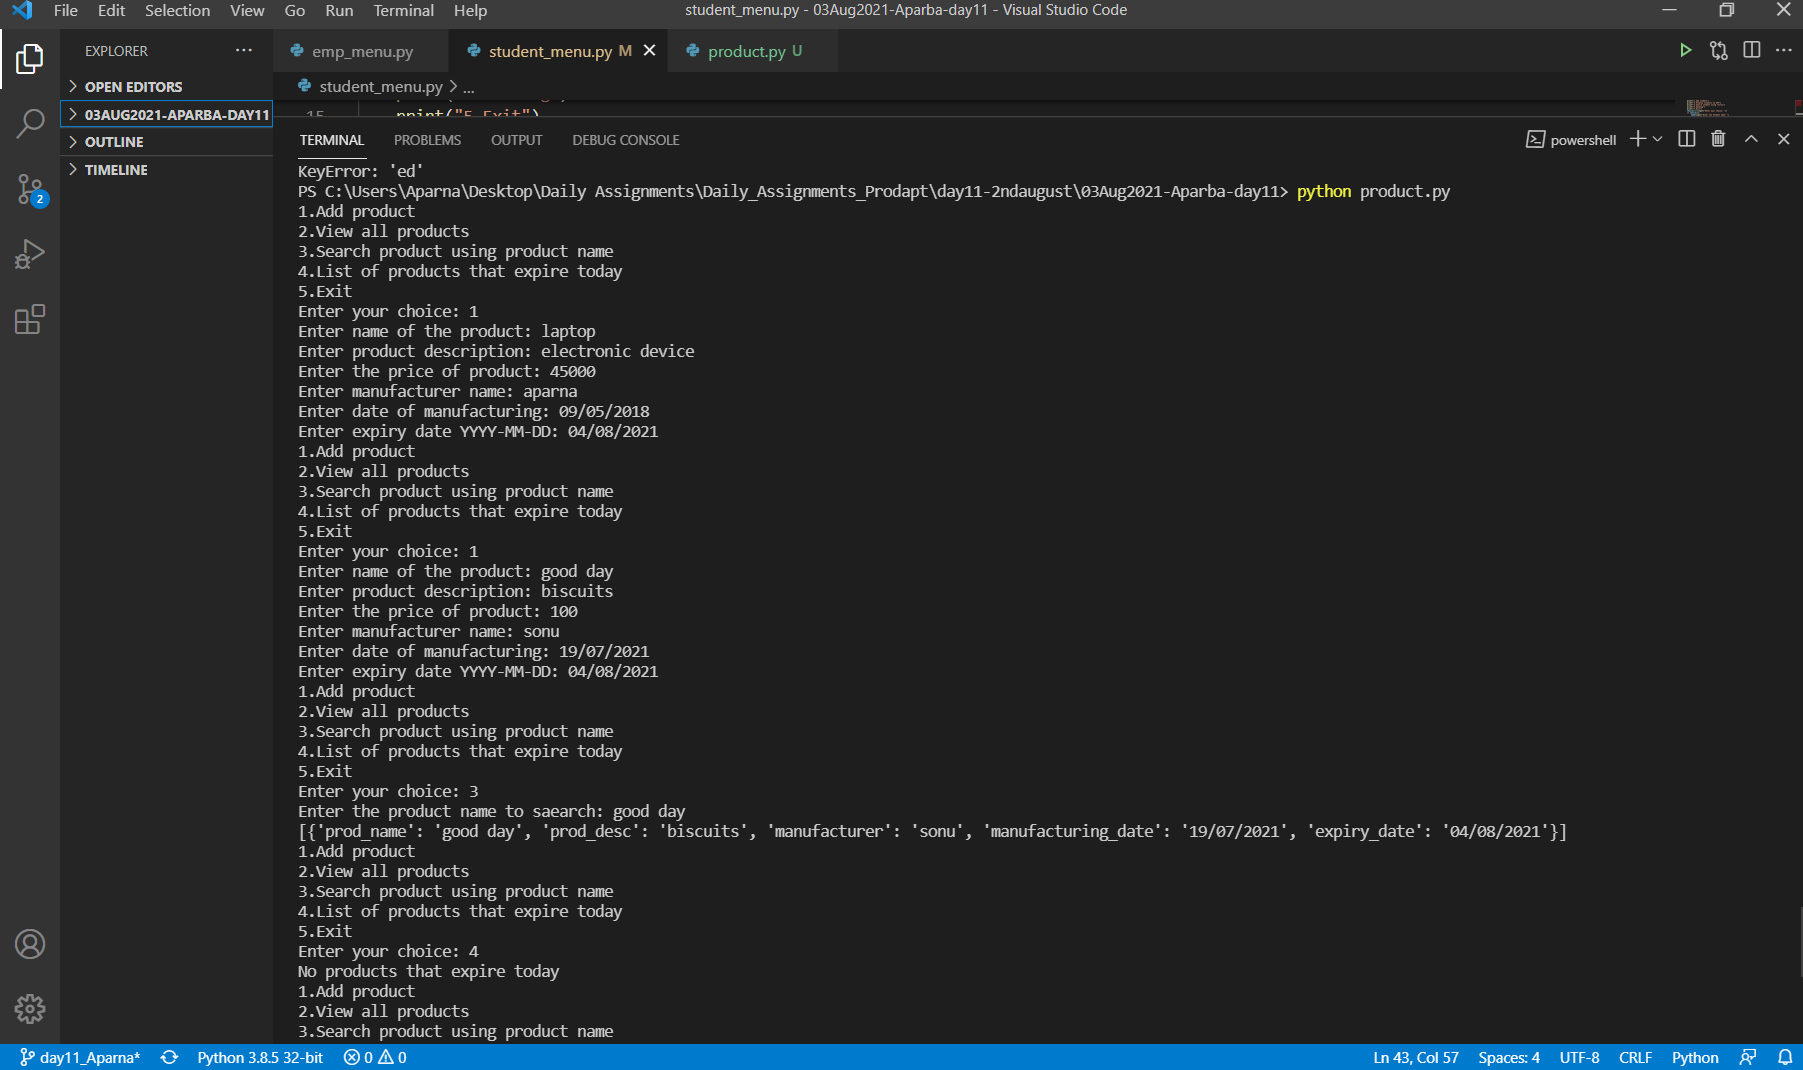 File Edit Selection View Go Run Terminal Help student_menu.py - 03Aug2021-Aparba-day11 - Visual Studio Code
EXPLORER ... emp_menu.py student_menu.py M product.py U
OPEN EDITORS
03AUG2021-APARBA-DAY11
OUTLINE
TIMELINE
2
student_menu.py > ...
15 print("5.Exit")
TERMINAL PROBLEMS OUTPUT DEBUG CONSOLE powershell
KeyError: 'ed'
PS C:\Users\Aparna\Desktop\Daily Assignments\Daily_Assignments_Prodapt\day11-2ndaugust\03Aug2021-Aparba-day11> python product.py
1.Add product
2.View all products
3.Search product using product name
4.List of products that expire today
5.Exit
Enter your choice: 1
Enter name of the product: laptop
Enter product description: electronic device
Enter the price of product: 45000
Enter manufacturer name: aparna
Enter date of manufacturing: 09/05/2018
Enter expiry date YYYY-MM-DD: 04/08/2021
1.Add product
2.View all products
3.Search product using product name
4.List of products that expire today
5.Exit
Enter your choice: 1
Enter name of the product: good day
Enter product description: biscuits
Enter the price of product: 100
Enter manufacturer name: sonu
Enter date of manufacturing: 19/07/2021
Enter expiry date YYYY-MM-DD: 04/08/2021
1.Add product
2.View all products
3.Search product using product name
4.List of products that expire today
5.Exit
Enter your choice: 3
Enter the product name to saearch: good day
[{'prod_name': 'good day', 'prod_desc': 'biscuits', 'manufacturer': 'sonu', 'manufacturing_date': '19/07/2021', 'expiry_date': '04/08/2021'}]
1.Add product
2.View all products
3.Search product using product name
4.List of products that expire today
5.Exit
Enter your choice: 4
No products that expire today
1.Add product
2.View all products
3.Search product using product name
day11_Aparna* Python 3.8.5 32-bit 0 0 Ln 43, Col 57 Spaces: 4 UTF-8 CRLF Python